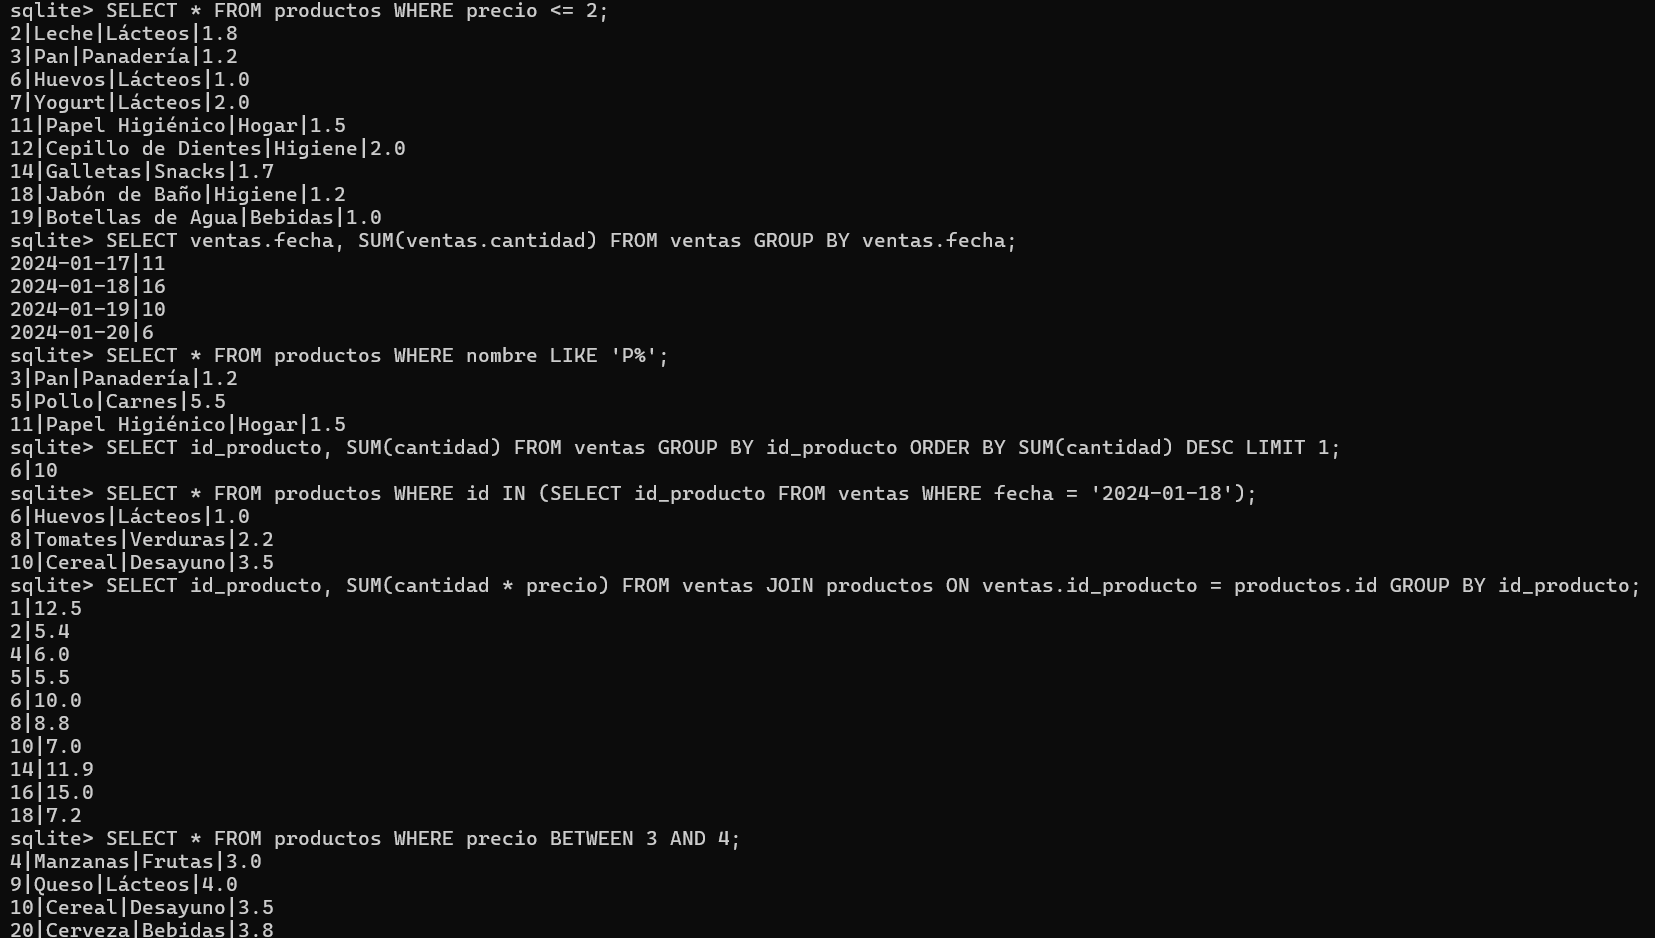 sqlite> SELECT * FROM productos WHERE precio <= 2;
2|Leche|Lácteos|1.8
3|Pan|Panadería|1.2
6|Huevos|Lácteos|1.0
7|Yogurt|Lácteos|2.0
11|Papel Higiénico|Hogar|1.5
12|Cepillo de Dientes|Higiene|2.0
14|Galletas|Snacks|1.7
18|Jabón de Baño|Higiene|1.2
19|Botellas de Agua|Bebidas|1.0
sqlite> SELECT ventas.fecha, SUM(ventas.cantidad) FROM ventas GROUP BY ventas.fecha;
2024-01-17|11
2024-01-18|16
2024-01-19|10
2024-01-20|6
sqlite> SELECT * FROM productos WHERE nombre LIKE 'P%';
3|Pan|Panadería|1.2
5|Pollo|Carnes|5.5
11|Papel Higiénico|Hogar|1.5
sqlite> SELECT id_producto, SUM(cantidad) FROM ventas GROUP BY id_producto ORDER BY SUM(cantidad) DESC LIMIT 1;
6|10
sqlite> SELECT * FROM productos WHERE id IN (SELECT id_producto FROM ventas WHERE fecha = '2024-01-18');
6|Huevos|Lácteos|1.0
8|Tomates|Verduras|2.2
10|Cereal|Desayuno|3.5
sqlite> SELECT id_producto, SUM(cantidad * precio) FROM ventas JOIN productos ON ventas.id_producto = productos.id GROUP BY id_producto;
1|12.5
2|5.4
4|6.0
5|5.5
6|10.0
8|8.8
10|7.0
14|11.9
16|15.0
18|7.2
sqlite> SELECT * FROM productos WHERE precio BETWEEN 3 AND 4;
4|Manzanas|Frutas|3.0
9|Queso|Lácteos|4.0
10|Cereal|Desayuno|3.5
20|Cerveza|Bebidas|3.8